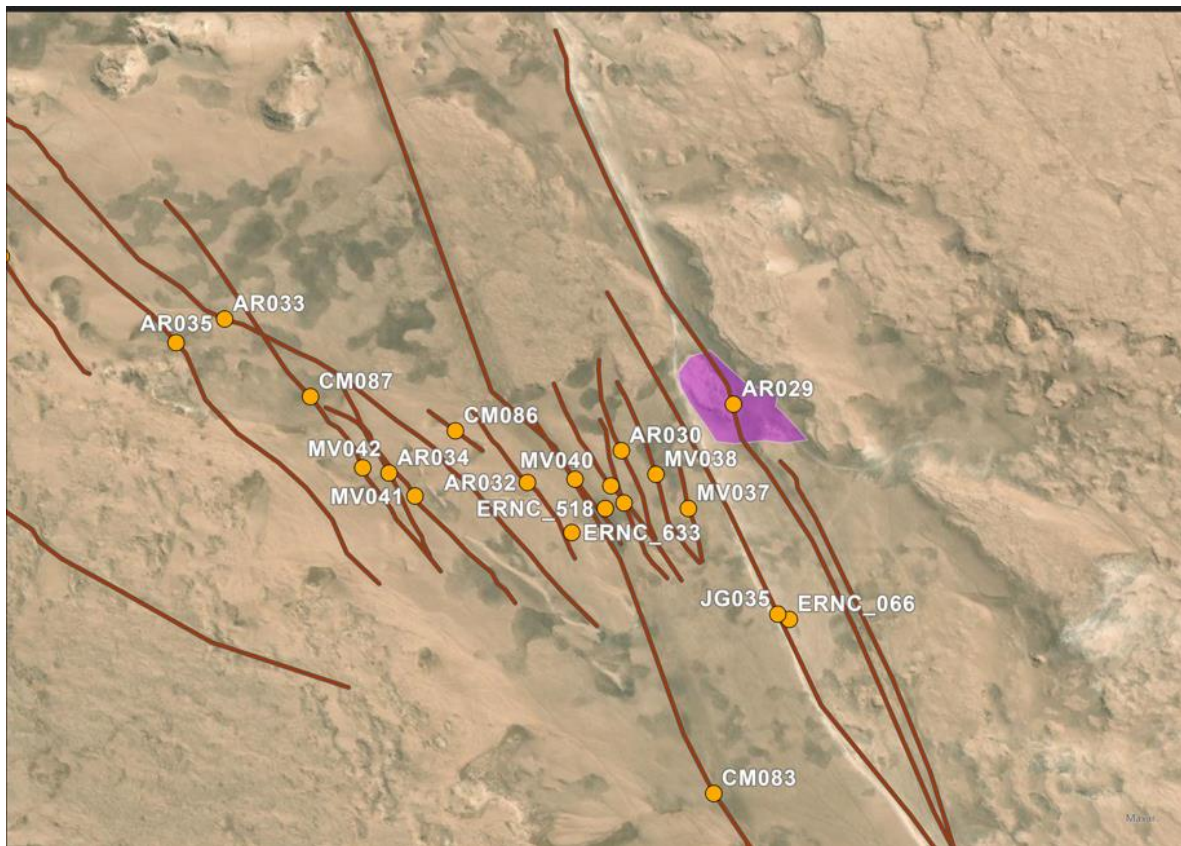 AR033
AR035
CM087
AR029
CM086
AR030
MV042
AR034
MV040
MV038
AR032
MV041
MV037
ERNC_518
ERNC_633
JG035
ERNC_066
CM083
Maxar